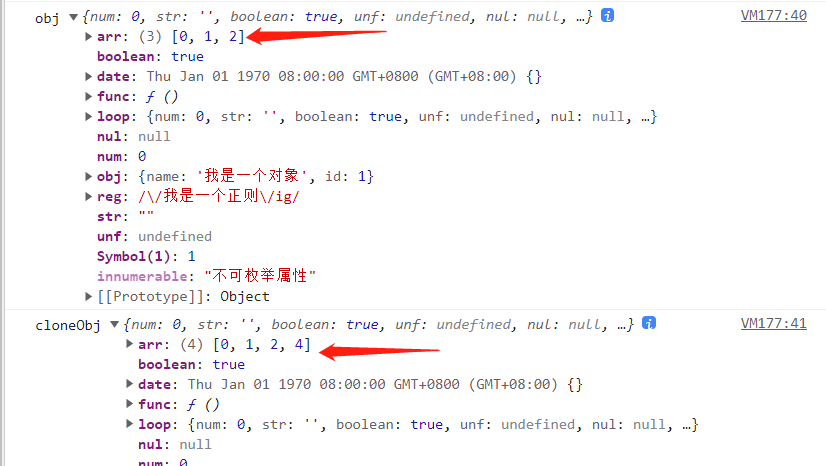 obj ▼{num: 0, str: '', boolean: true, unf: undefined, nul: null, …} i VM177:40
▶arr: (3) [0, 1, 2]
boolean: true
▶date: Thu Jan 01 1970 08:00:00 GMT+0800 (GMT+08:00) {}
▶func: ƒ ()
▶loop: {num: 0, str: '', boolean: true, unf: undefined, nul: null, …}
nul: null
num: 0
▶obj: {name: '我是一个对象', id: 1}
▶reg: /\/我是一个正则\/ig/
str: ""
unf: undefined
Symbol(1): 1
innumerable: "不可枚举属性"
▶[[Prototype]]: Object
cloneObj ▼{num: 0, str: '', boolean: true, unf: undefined, nul: null, …} i VM177:41
▶arr: (4) [0, 1, 2, 4]
boolean: true
▶date: Thu Jan 01 1970 08:00:00 GMT+0800 (GMT+08:00) {}
▶func: ƒ ()
▶loop: {num: 0, str: '', boolean: true, unf: undefined, nul: null, …}
nul: null
num: 0